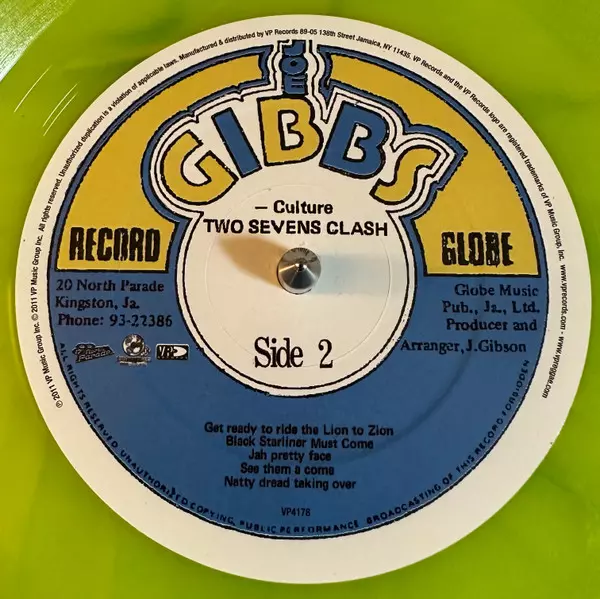 ℗ 2011 VP Music Group Inc. © 2011 VP Music Group Inc. All rights reserved. Unauthorized duplication is a violation of applicable laws. Manufactured & distributed by VP Records 89-05 138th Street Jamaica, NY 11435. VP Records and the VP Records logo are registered trademarks of VP Music Group Inc.
www.vpreggae.com - www.vprecords.com
JOE
GIBBS
RECORD
GLOBE
– Culture
TWO SEVENS CLASH
20 North Parade
Kingston, Ja.
Phone: 93-22386
Globe Music
Pub., Ja., Ltd.
Producer and
Arranger, J.Gibson
VP
Side 2
Get ready to ride the Lion to Zion
Black Starliner Must Come
Jah pretty face
See them a come
Natty dread taking over
VP4178
ALL RIGHTS RESERVED. UNAUTHORIZED COPYING, PUBLIC PERFORMANCE BROADCASTING OF THIS RECORD FORBIDDEN